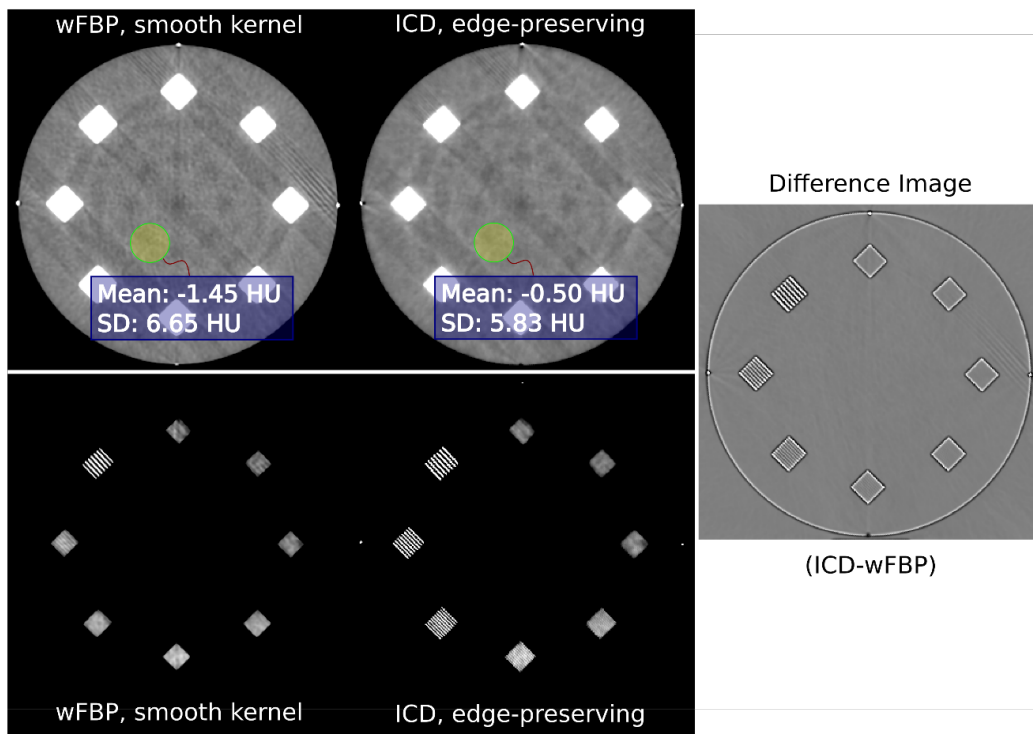 wFBP, smooth kernel
ICD, edge-preserving
Mean: -1.45 HU
SD: 6.65 HU
Mean: -0.50 HU
SD: 5.83 HU
Difference Image
(ICD-wFBP)
wFBP, smooth kernel
ICD, edge-preserving